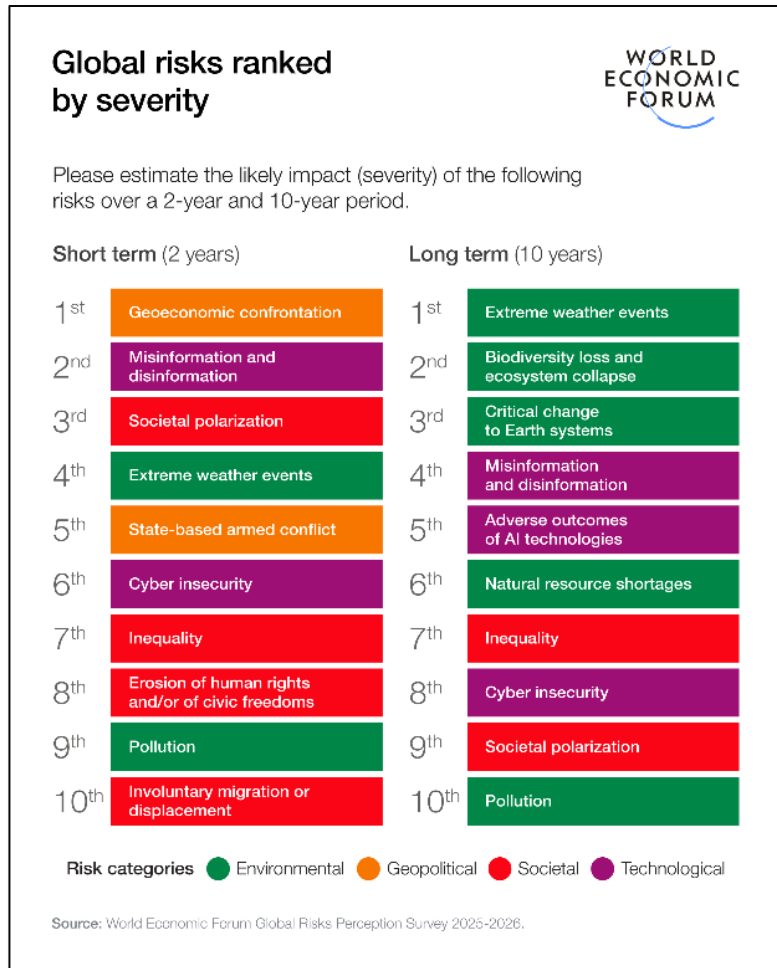 Global risks ranked
by severity
WORLD
ECONOMIC
FORUM
Please estimate the likely impact (severity) of the following
risks over a 2-year and 10-year period.
Short term (2 years)
1st Geoeconomic confrontation
2nd Misinformation and
disinformation
3rd Societal polarization
4th Extreme weather events
5th State-based armed conflict
6th Cyber insecurity
7th Inequality
8th Erosion of human rights
and/or of civic freedoms
9th Pollution
10th Involuntary migration or
displacement
Long term (10 years)
1st Extreme weather events
2nd Biodiversity loss and
ecosystem collapse
3rd Critical change
to Earth systems
4th Misinformation
and disinformation
5th Adverse outcomes
of AI technologies
6th Natural resource shortages
7th Inequality
8th Cyber insecurity
9th Societal polarization
10th Pollution
Risk categories Environmental Geopolitical Societal Technological
Source: World Economic Forum Global Risks Perception Survey 2025-2026.